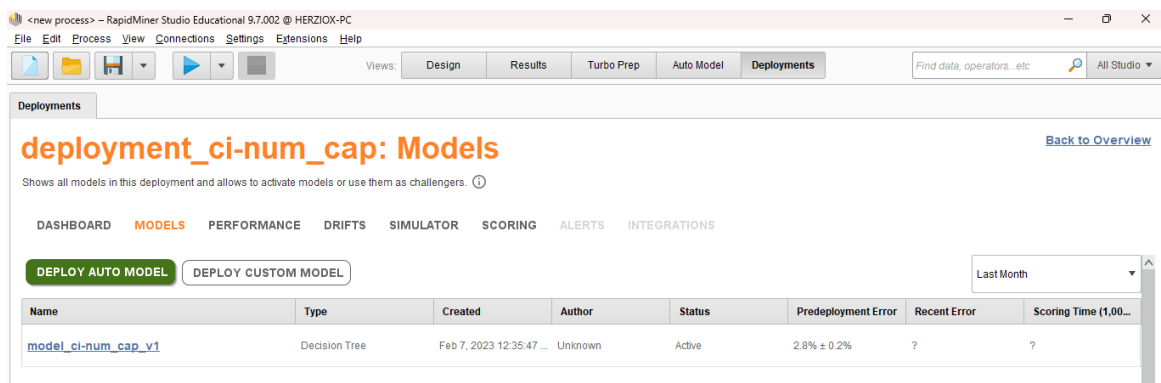 <new process> – RapidMiner Studio Educational 9.7.002 @ HERZIOX-PC
File Edit Process View Connections Settings Extensions Help
Views: Design Results Turbo Prep Auto Model Deployments Find data, operators...etc All Studio
Deployments
deployment_ci-num_cap: Models Back to Overview
Shows all models in this deployment and allows to activate models or use them as challengers.
DASHBOARD MODELS PERFORMANCE DRIFTS SIMULATOR SCORING ALERTS INTEGRATIONS
DEPLOY AUTO MODEL DEPLOY CUSTOM MODEL Last Month
Name Type Created Author Status Predeployment Error Recent Error Scoring Time (1,00...
model_ci-num_cap_v1 Decision Tree Feb 7, 2023 12:35:47 ... Unknown Active 2.8% ± 0.2% ? ?